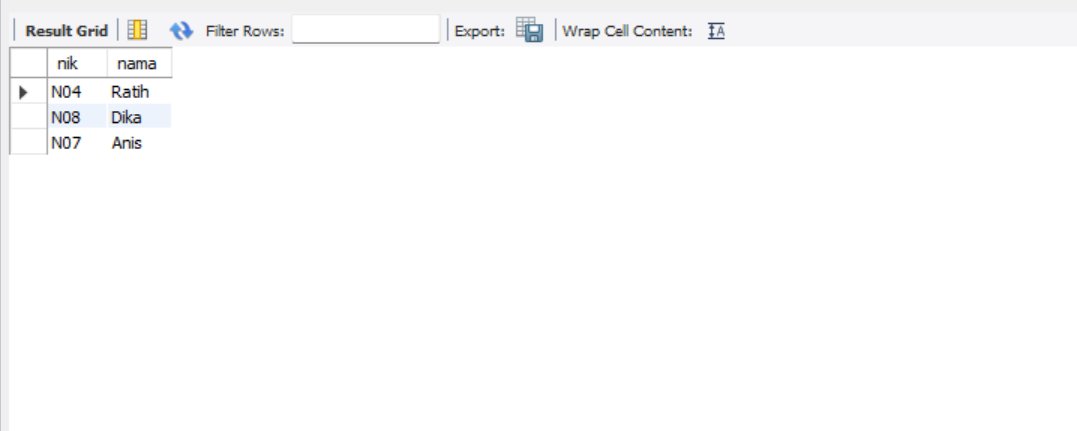 Result Grid Filter Rows: Export: Wrap Cell Content:
nik nama
N04 Ratih
N08 Dika
N07 Anis